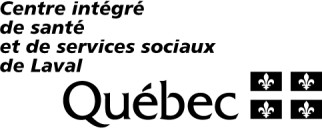 Centre intégré
de santé
et de services sociaux
de Laval
Québec